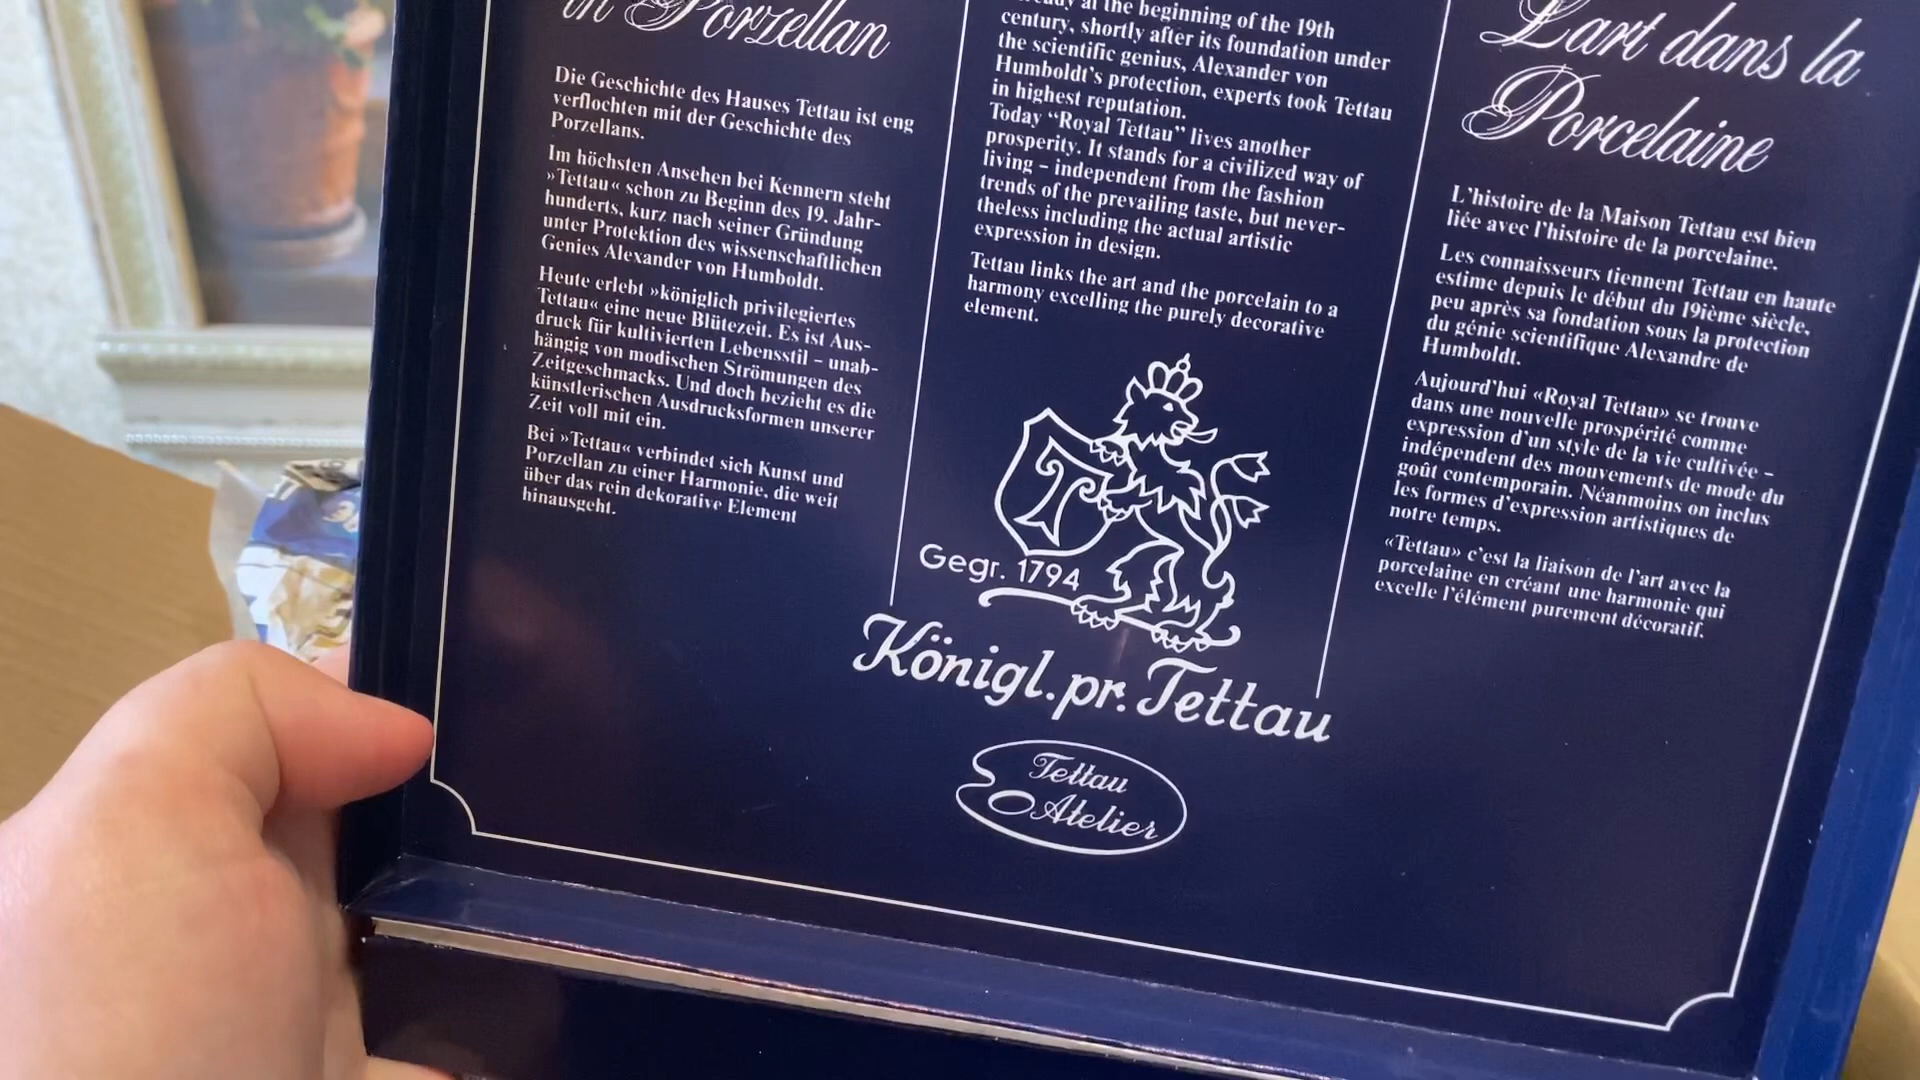 in Porzellan
Die Geschichte des Hauses Tettau ist eng
verflochten mit der Geschichte des
Porzellans.
Im höchsten Ansehen bei Kennern steht
»Tettau« schon zu Beginn des 19. Jahr-
hunderts, kurz nach seiner Gründung
unter Protektion des wissenschaftlichen
Genies Alexander von Humboldt.
Heute erlebt »königlich privilegiertes
Tettau« eine neue Blütezeit. Es ist Aus-
druck für kultivierten Lebensstil – unab-
hängig von modischen Strömungen des
Zeitgeschmacks. Und doch bezieht es die
künstlerischen Ausdrucksformen unserer
Zeit voll mit ein.
Bei »Tettau« verbindet sich Kunst und
Porzellan zu einer Harmonie, die weit
über das rein dekorative Element
hinausgeht.
at the beginning of the 19th
century, shortly after its foundation under
the scientific genius, Alexander von
Humboldt's protection, experts took Tettau
in highest reputation.
Today “Royal Tettau” lives another
prosperity. It stands for a civilized way of
living – independent from the fashion
trends of the prevailing taste, but never-
theless including the actual artistic
expression in design.
Tettau links the art and the porcelain to a
harmony excelling the purely decorative
element.
T
Gegr. 1794
Königl.pr.Tettau
Tettau
Atelier
L'art dans la
Porcelaine
L'histoire de la Maison Tettau est bien
liée avec l'histoire de la porcelaine.
Les connaisseurs tiennent Tettau en haute
estime depuis le début du 19ième siècle,
peu après sa fondation sous la protection
du génie scientifique Alexandre de
Humboldt.
Aujourd'hui «Royal Tettau» se trouve
dans une nouvelle prospérité comme
expression d'un style de la vie cultivée –
indépendent des mouvements de mode du
goût contemporain. Néanmoins on inclus
les formes d'expression artistiques de
notre temps.
«Tettau» c'est la liaison de l'art avec la
porcelaine en créant une harmonie qui
excelle l'élément purement décoratif.